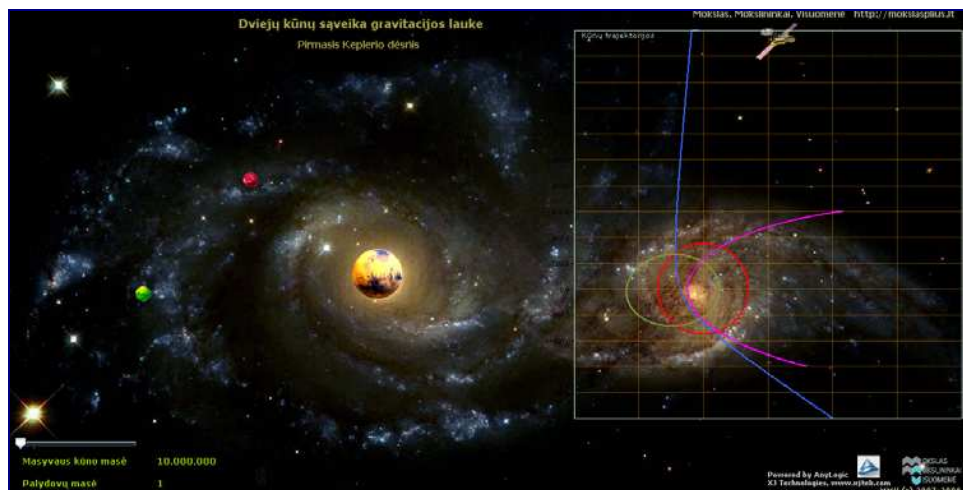 Mokslas, Mokslininkai, Visuomenė http://mokslasplius.lt
Dviejų kūnų sąveika gravitacijos lauke
Pirmasis Keplerio dėsnis
Kūnų trajektorijos
Masyvaus kūno masė 10.000.000
Palydovų masė 1
Powered by AnyLogic
XJ Technologies, www.xjtek.com
MOKSLAS
MOKSLININKAI
VISUOMENĖ